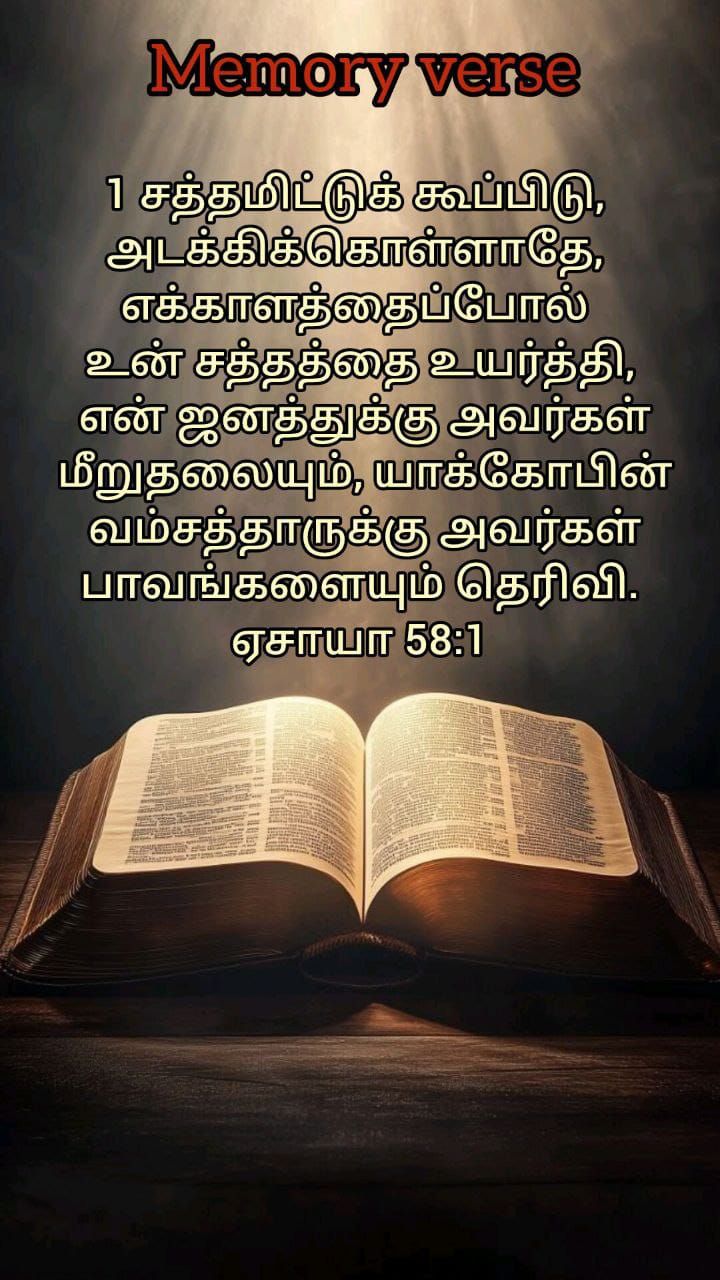 Memory verse
1 சத்தமிட்டுக் கூப்பிடு,
அடக்கிக்கொள்ளாதே,
எக்காளத்தைப்போல்
உன் சத்தத்தை உயர்த்தி,
என் ஜனத்துக்கு அவர்கள்
மீறுதலையும், யாக்கோபின்
வம்சத்தாருக்கு அவர்கள்
பாவங்களையும் தெரிவி.
ஏசாயா 58:1